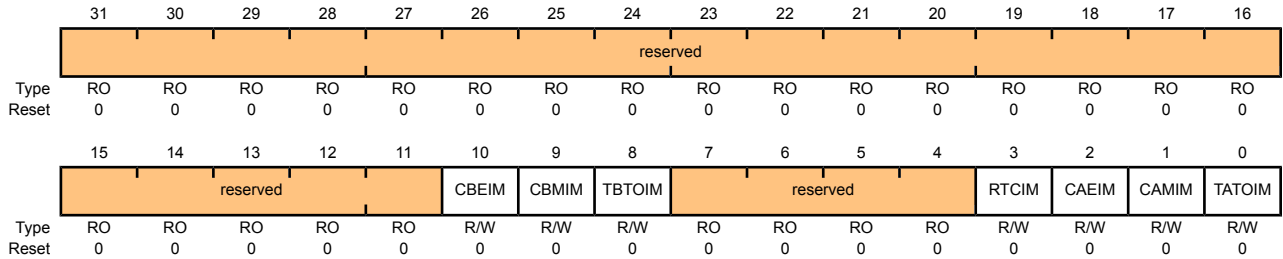 31 30 29 28 27 26 25 24 23 22 21 20 19 18 17 16
reserved
Type RO RO RO RO RO RO RO RO RO RO RO RO RO RO RO RO
Reset 0 0 0 0 0 0 0 0 0 0 0 0 0 0 0 0
15 14 13 12 11 10 9 8 7 6 5 4 3 2 1 0
reserved CBEIM CBMIM TBTOIM reserved RTCIM CAEIM CAMIM TATOIM
Type RO RO RO RO RO R/W R/W R/W RO RO RO RO R/W R/W R/W R/W
Reset 0 0 0 0 0 0 0 0 0 0 0 0 0 0 0 0